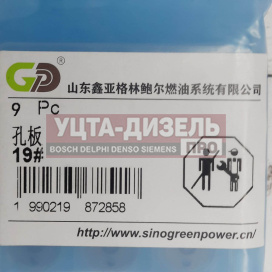 GD
山东鑫亚格林鲍尔燃油系统有限公司
9 Pc
孔板
УЦТА-ДИЗЕЛЬ
19#
BOSCH DELPHI DENSO SIEMENS ПРО
1 990219 872858
http://www.sinogreenpower.cn/